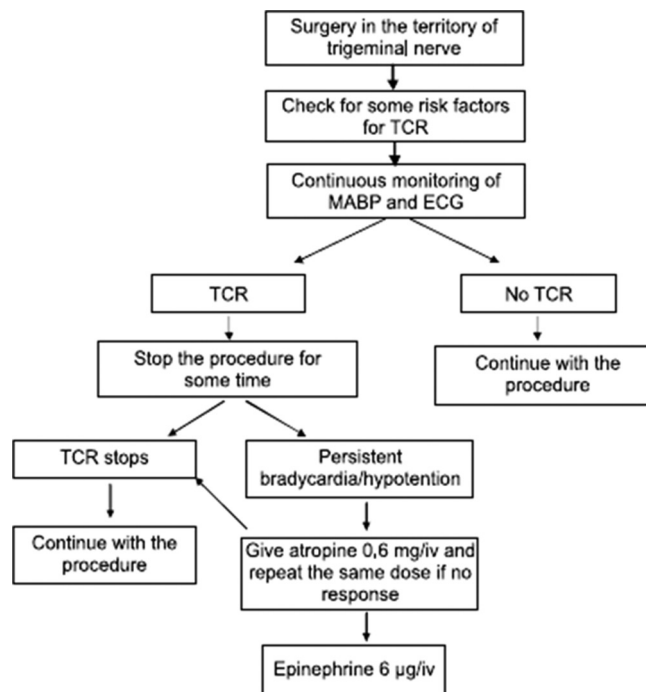 Surgery in the territory of
trigeminal nerve
Check for some risk factors
for TCR
Continuous monitoring of
MABP and ECG
TCR
No TCR
Stop the procedure for
some time
Continue with the
procedure
TCR stops
Persistent
bradycardia/hypotention
Continue with the
procedure
Give atropine 0,6 mg/iv and
repeat the same dose if no
response
Epinephrine 6 µg/iv